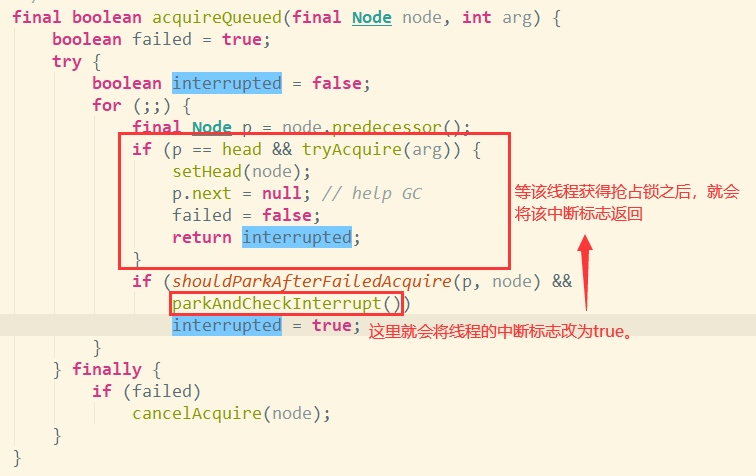 final boolean acquireQueued(final Node node, int arg) {
boolean failed = true;
try {
boolean interrupted = false;
for (;;) {
final Node p = node.predecessor();
if (p == head && tryAcquire(arg)) {
setHead(node);
p.next = null; // help GC
failed = false;
return interrupted;
}
等该线程获得抢占锁之后，就会
将该中断标志返回
if (shouldParkAfterFailedAcquire(p, node) &&
parkAndCheckInterrupt())
interrupted = true; 这里就会将线程的中断标志改为true。
}
} finally {
if (failed)
cancelAcquire(node);
}
}